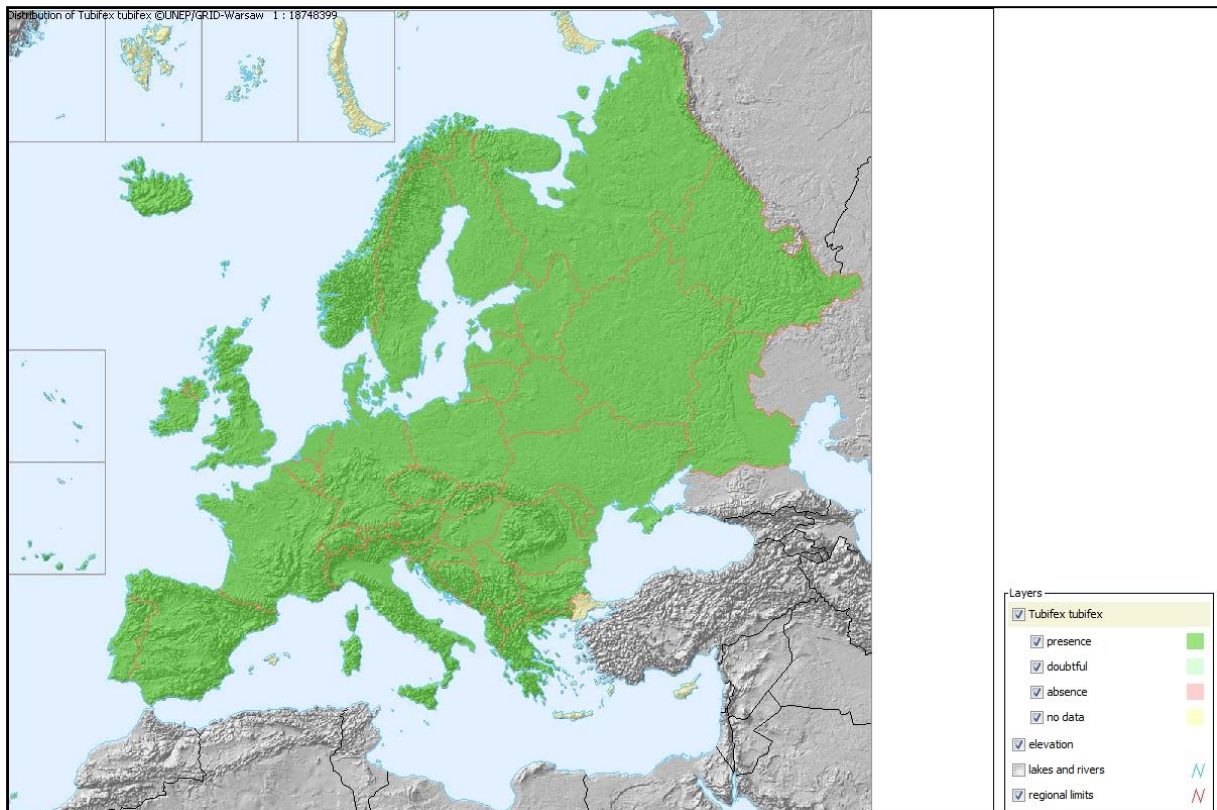 Distribution of Tubifex tubifex ©UNEP/GRID-Warsaw 1 : 18748399
Layers
Tubifex tubifex
presence
doubtful
absence
no data
elevation
lakes and rivers
regional limits